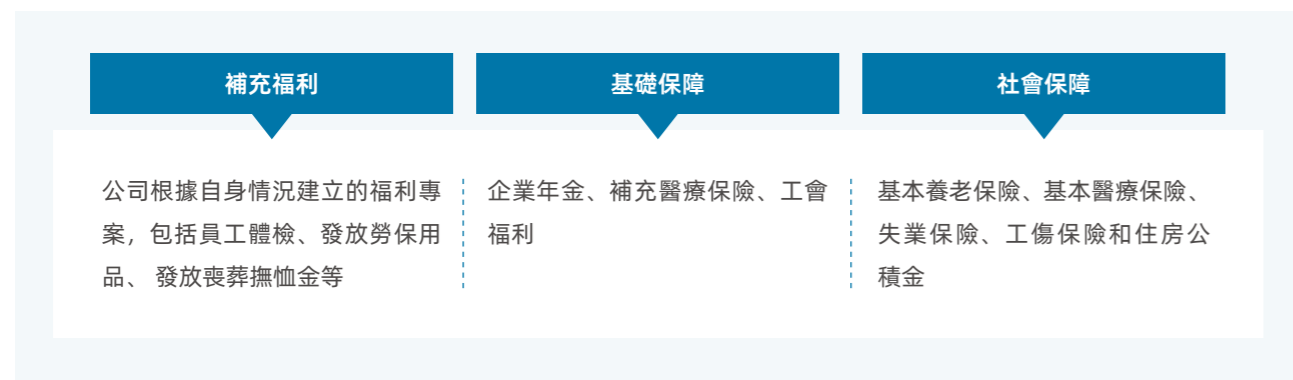 補充福利
公司根據自身情況建立的福利專
案，包括員工體檢、發放勞保用
品、 發放喪葬撫恤金等
基礎保障
企業年金、補充醫療保險、工會
福利
社會保障
基本養老保險、基本醫療保險、
失業保險、工傷保險和住房公
積金